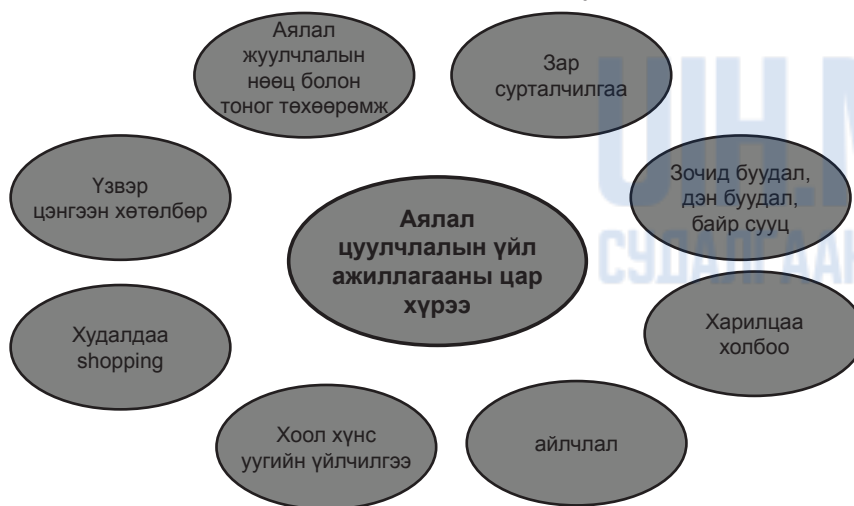 Аялал
жуулчлалын
нөөц болон
тоног төхөөрөмж
Зар
сурталчилгаа
Үзвэр
цэнгээн хөтөлбөр
Зочид буудал,
дэн буудал,
байр сууц
Аялал
цуулчлалын үйл
ажиллагааны цар
хүрээ
Худалдаа
shopping
Харилцаа
холбоо
Хоол хүнс
уугийн үйлчилгээ
айлчлал